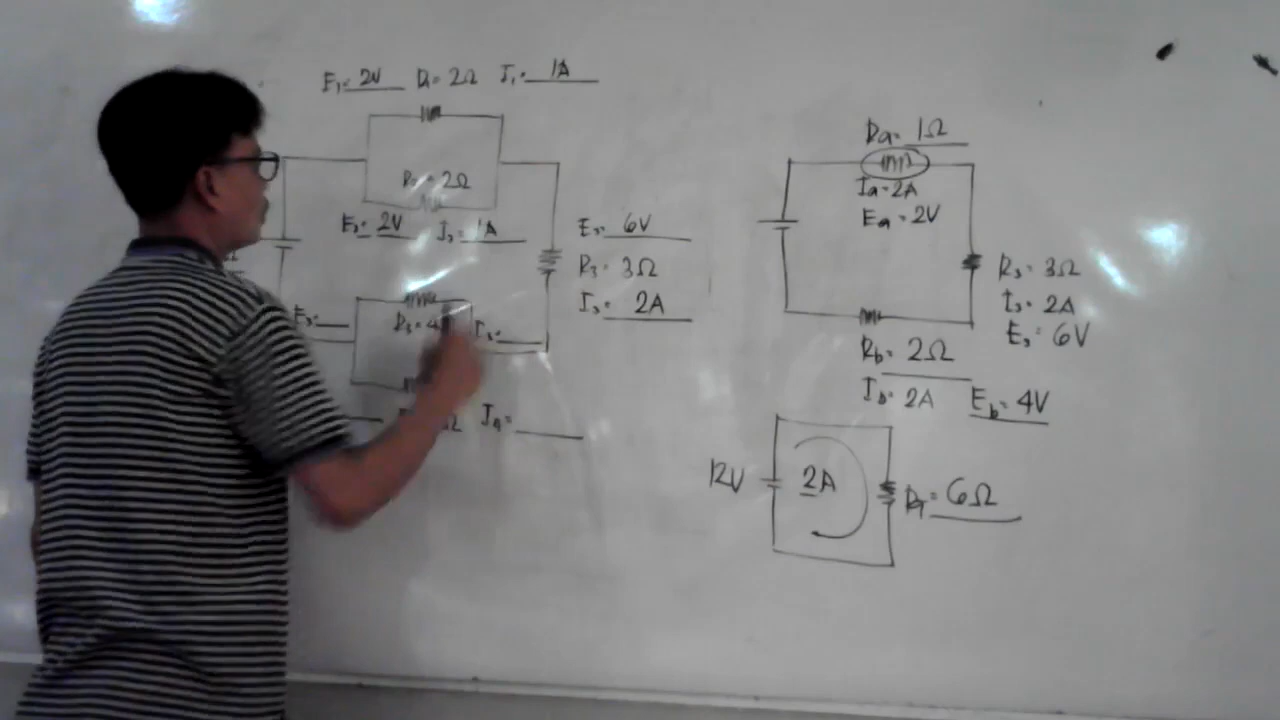 E₁= 2V R₁= 2Ω I₁= 1A
R₂= 2Ω
E₂= 2V I₂= 1A
E₃= 6V
R₃= 3Ω
I₃= 2A
I₄=
Ra= 1Ω
Ia= 2A
Ea= 2V
R₃= 3Ω
I₃= 2A
E₃= 6V
Rb= 2Ω
Ib= 2A Eb= 4V
12V 2A RT= 6Ω